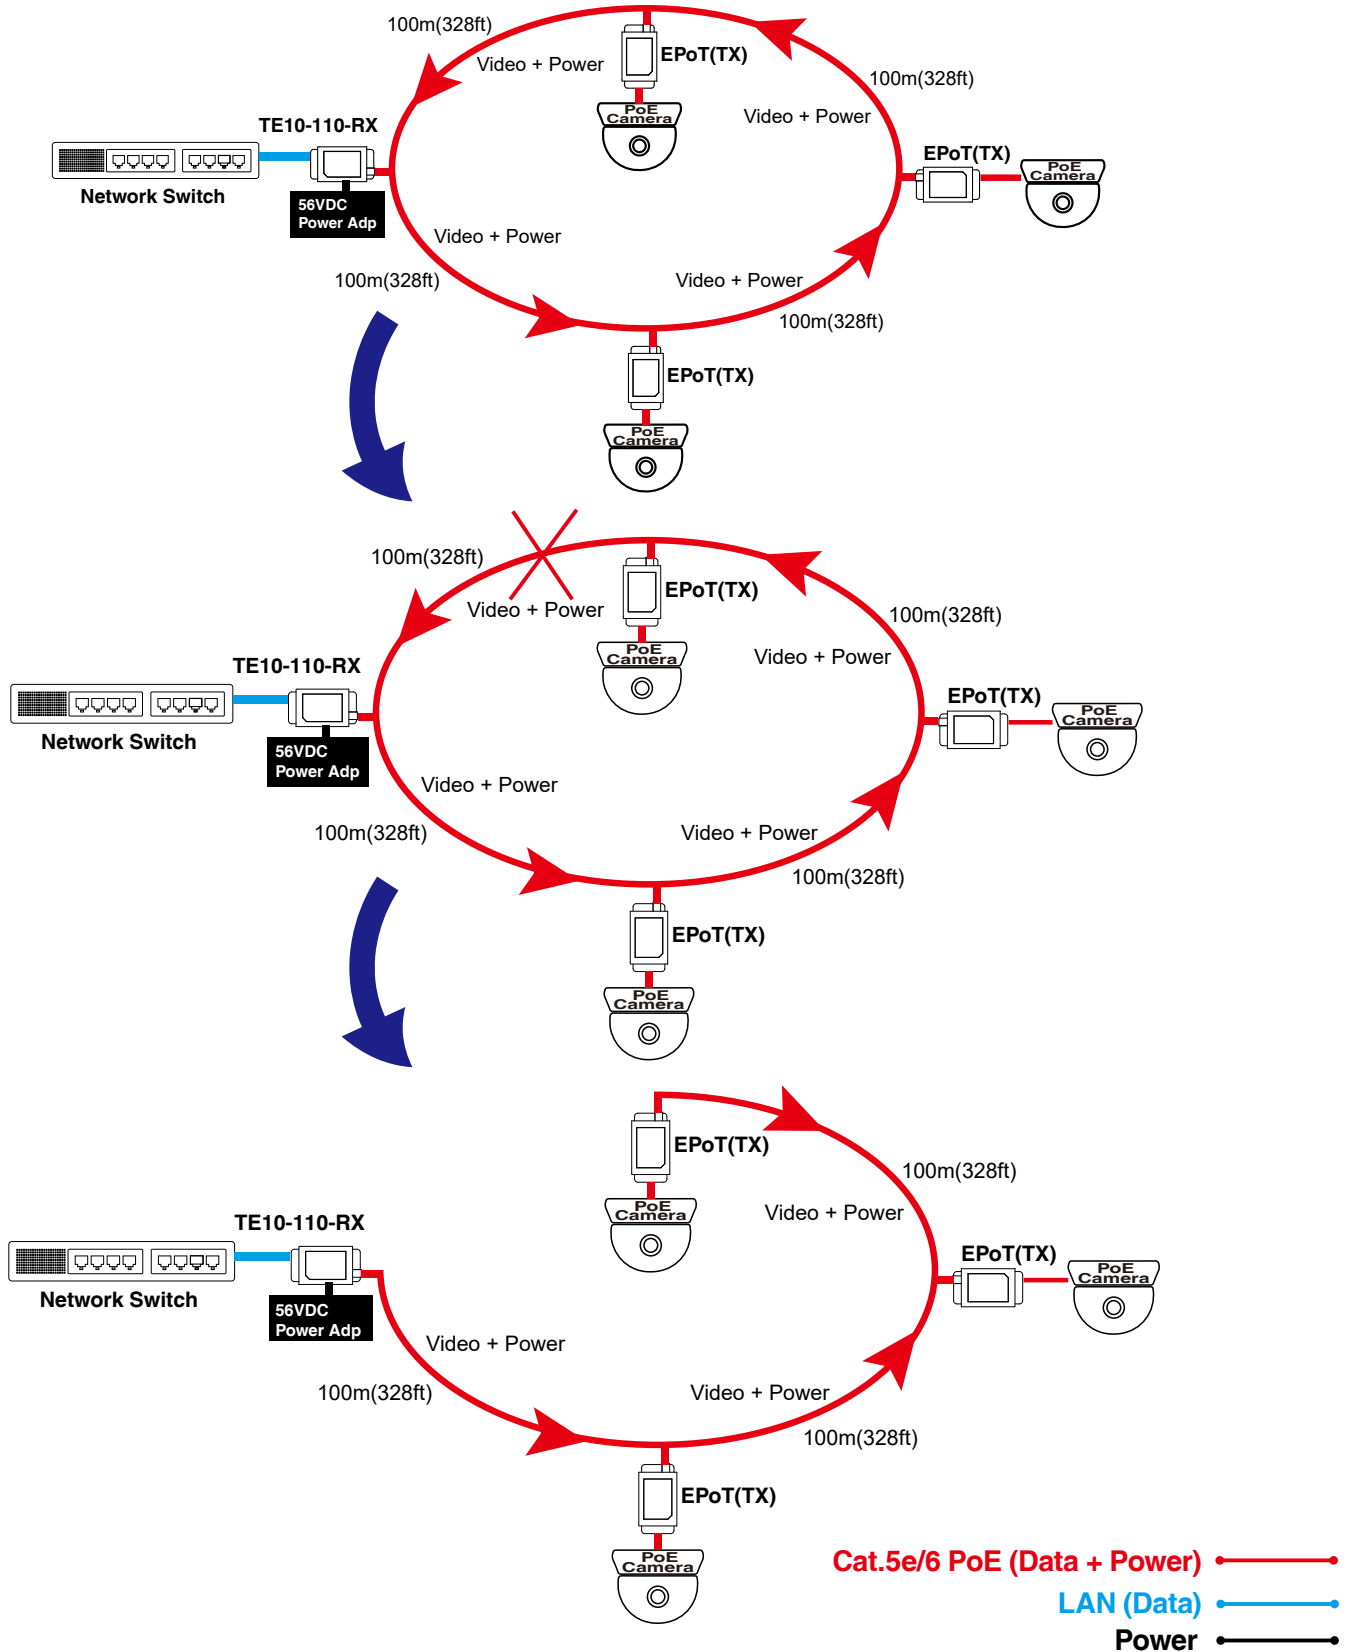 100m(328ft)
EPoT(TX)
Video + Power
100m(328ft)
PoE
Camera
Video + Power
TE10-110-RX
EPoT(TX)
PoE
Camera
Network Switch
56VDC
Power Adp
Video + Power
100m(328ft)
Video + Power
100m(328ft)
EPoT(TX)
PoE
Camera
100m(328ft)
EPoT(TX)
Video + Power
100m(328ft)
PoE
Camera
Video + Power
TE10-110-RX
EPoT(TX)
PoE
Camera
Network Switch
56VDC
Power Adp
Video + Power
100m(328ft)
Video + Power
100m(328ft)
EPoT(TX)
PoE
Camera
EPoT(TX)
100m(328ft)
PoE
Camera
Video + Power
TE10-110-RX
EPoT(TX)
PoE
Camera
Network Switch
56VDC
Power Adp
Video + Power
100m(328ft)
Video + Power
100m(328ft)
EPoT(TX)
PoE
Camera
Cat.5e/6 PoE (Data + Power)
LAN (Data)
Power